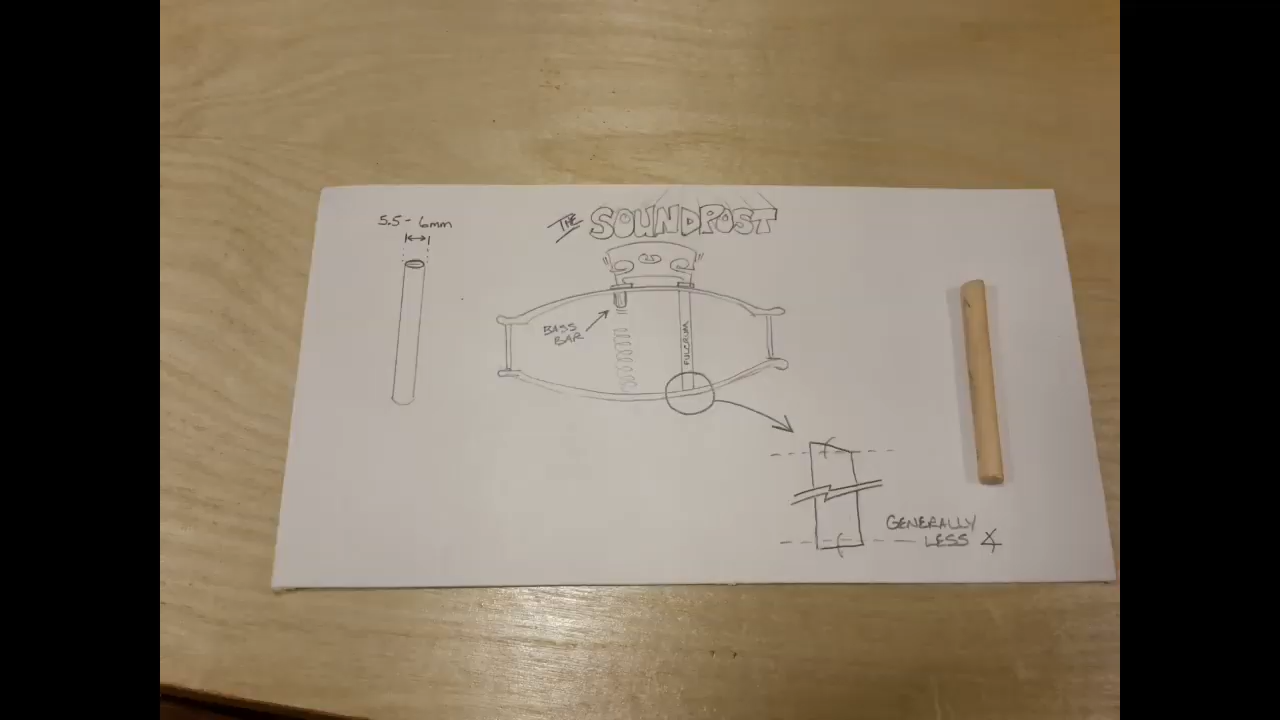 5.5 - 6mm
THE SOUNDPOST
BASS
BAR
FULCRUM
GENERALLY
LESS ∡